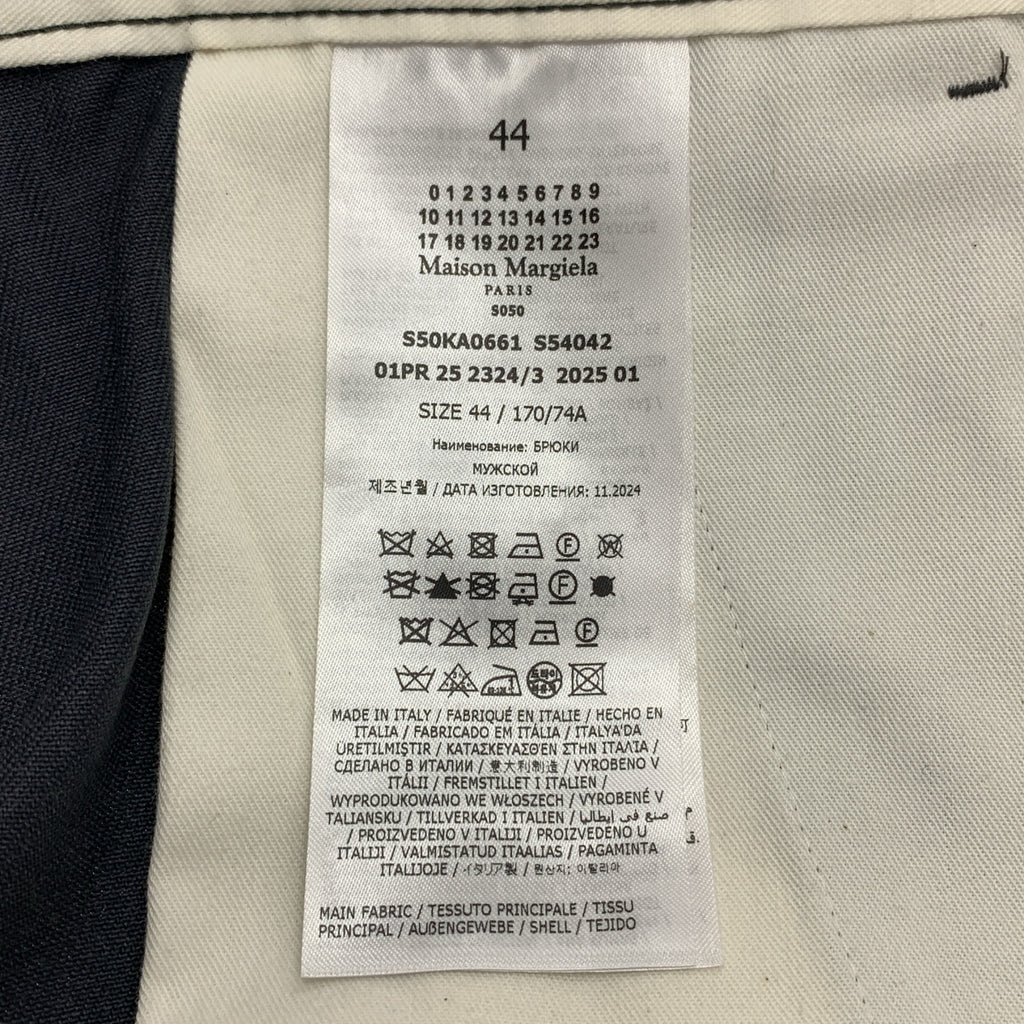 44
0 1 2 3 4 5 6 7 8 9
10 11 12 13 14 15 16
17 18 19 20 21 22 23
Maison Margiela
PARIS
S050
S50KA0661 S54042
01PR 25 2324/3 2025 01
SIZE 44 / 170/74A
Наименование: БРЮКИ
МУЖСКОЙ
제조년월 / ДАТА ИЗГОТОВЛЕНИЯ: 11.2024
F W
F
F
드라이
MADE IN ITALY / FABRIQUÉ EN ITALIE / HECHO EN
ITALIA / FABRICADO EM ITÁLIA / ITALYA'DA
ÜRETILMIŞTIR / ΚΑΤΑΣΚΕΥΑΣΘΕΝ ΣΤΗΝ ΙΤΑΛΙΑ /
СДЕЛАНО В ИТАЛИИ / 意大利制造 / VYROBENO V
ITÁLII / FREMSTILLET I ITALIEN /
WYPRODUKOWANO WE WŁOSZECH / VYROBENÉ V
TALIANSKU / TILLVERKAD I ITALIEN / صنع في ايطاليا
/ PROIZVEDENO V ITALIJI / PROIZVEDENO U
ITALIJI / VALMISTATUD ITAALIAS / PAGAMINTA
ITALIJOJE / イタリア製 / 원산지: 이탈리아
MAIN FABRIC / TESSUTO PRINCIPALE / TISSU
PRINCIPAL / AUßENGEWEBE / SHELL / TEJIDO